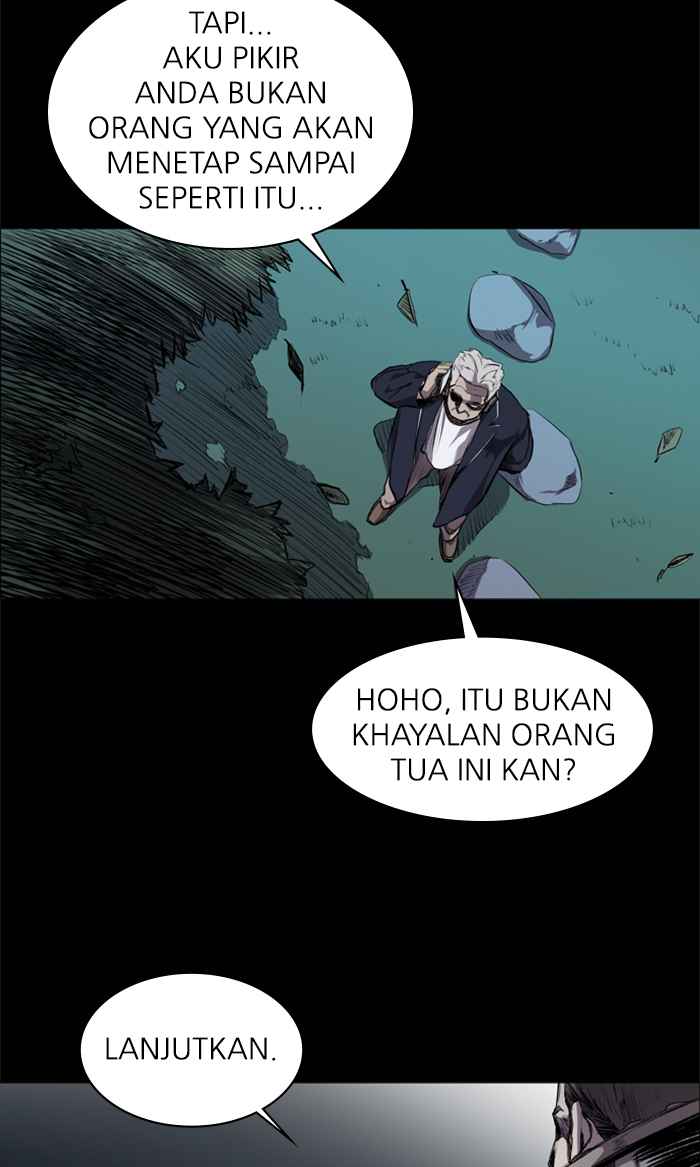 TAPI...
AKU PIKIR
ANDA BUKAN
ORANG YANG AKAN
MENETAP SAMPAI
SEPERTI ITU...
HOHO, ITU BUKAN
KHAYALAN ORANG
TUA INI KAN?
LANJUTKAN.